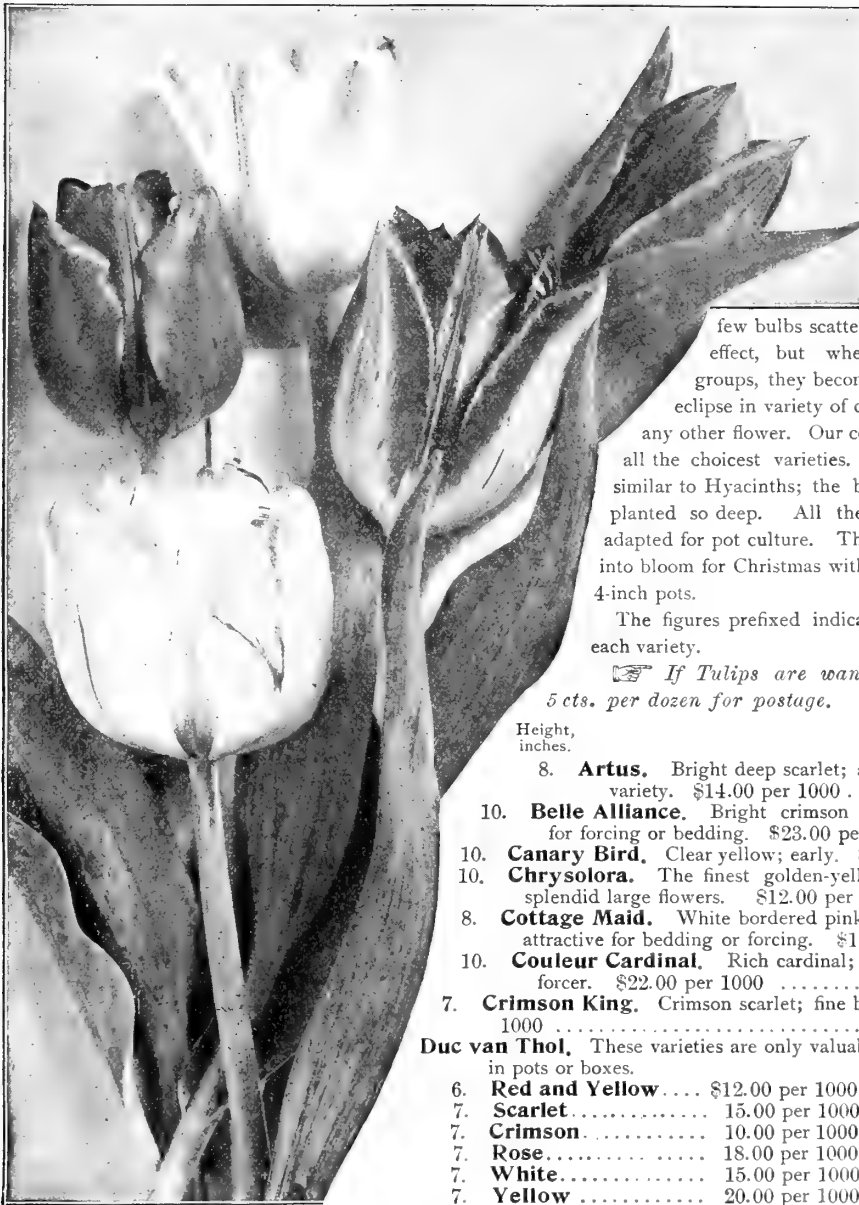 few bulbs scatte
effect, but whe
groups, they becor
eclipse in variety of c
any other flower. Our c
all the choicest varieties.
similar to Hyacinths; the b
planted so deep. All the
adapted for pot culture. Th
into bloom for Christmas wit
4-inch pots.
The figures prefixed indica
each variety.
☞ If Tulips are wan
5 cts. per dozen for postage.
Height,
inches.
8. Artus. Bright deep scarlet;
variety. $14.00 per 1000 .
10. Belle Alliance. Bright crimson
for forcing or bedding. $23.00 pe
10. Canary Bird. Clear yellow; early.
10. Chrysolora. The finest golden-yell
splendid large flowers. $12.00 per
8. Cottage Maid. White bordered pink
attractive for bedding or forcing. $1
10. Couleur Cardinal. Rich cardinal;
forcer. $22.00 per 1000 ........
7. Crimson King. Crimson scarlet; fine b
1000 ..............................
Duc van Thol. These varieties are only valual
in pots or boxes.
6. Red and Yellow.... $12.00 per 1000
7. Scarlet............. 15.00 per 1000
7. Crimson............ 10.00 per 1000
7. Rose............... 18.00 per 1000
7. White.............. 15.00 per 1000
7. Yellow ............ 20.00 per 1000